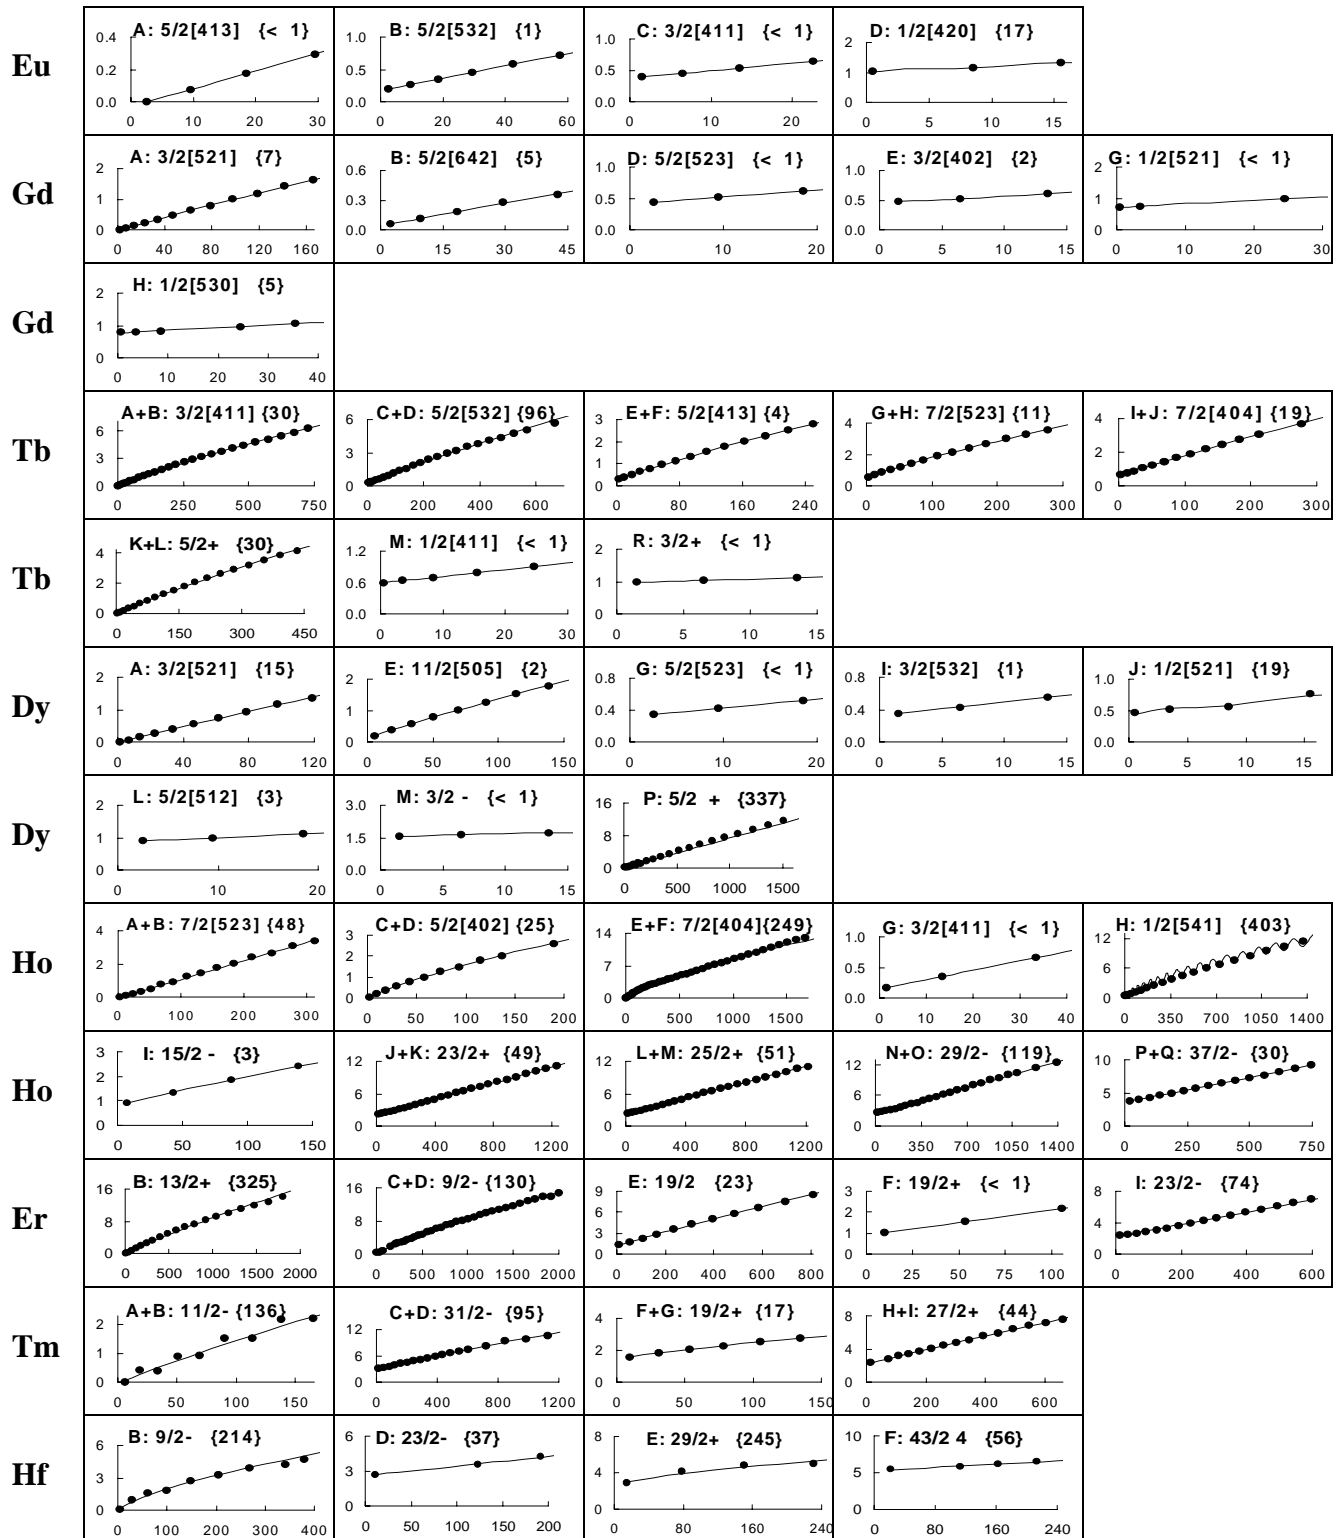 Eu
A: 5/2[413] {< 1}
0.4
0.2
0.0
0 10 20 30
B: 5/2[532] {1}
1.0
0.5
0.0
0 20 40 60
C: 3/2[411] {< 1}
1.0
0.5
0.0
0 10 20
D: 1/2[420] {17}
2
1
0
0 5 10 15
Gd
A: 3/2[521] {7}
2
1
0
0 40 80 120 160
B: 5/2[642] {5}
0.6
0.3
0.0
0 15 30 45
D: 5/2[523] {< 1}
1.0
0.5
0.0
0 10 20
E: 3/2[402] {2}
1.0
0.5
0.0
0 5 10 15
G: 1/2[521] {< 1}
2
1
0
0 10 20 30
Gd
H: 1/2[530] {5}
2
1
0
0 10 20 30 40
Tb
A+B: 3/2[411] {30}
6
3
0
0 250 500 750
C+D: 5/2[532] {96}
6
3
0
0 200 400 600
E+F: 5/2[413] {4}
3
2
1
0
0 80 160 240
G+H: 7/2[523] {11}
4
2
0
0 100 200 300
I+J: 7/2[404] {19}
4
2
0
0 100 200 300
Tb
K+L: 5/2+ {30}
4
2
0
0 150 300 450
M: 1/2[411] {< 1}
1.2
0.6
0.0
0 10 20 30
R: 3/2+ {< 1}
2
1
0
0 5 10 15
Dy
A: 3/2[521] {15}
2
1
0
0 40 80 120
E: 11/2[505] {2}
2
1
0
0 50 100 150
G: 5/2[523] {< 1}
0.8
0.4
0.0
0 10 20
I: 3/2[532] {1}
0.8
0.4
0.0
0 5 10 15
J: 1/2[521] {19}
1.0
0.5
0.0
0 5 10 15
Dy
L: 5/2[512] {3}
2
1
0
0 10 20
M: 3/2 - {< 1}
3.0
1.5
0.0
0 5 10 15
P: 5/2 + {337}
16
8
0
0 500 1000 1500
Ho
A+B: 7/2[523] {48}
4
2
0
0 100 200 300
C+D: 5/2[402] {25}
3
2
1
0
0 50 100 150 200
E+F: 7/2[404]{249}
14
7
0
0 500 1000 1500
G: 3/2[411] {< 1}
1.0
0.5
0.0
0 10 20 30 40
H: 1/2[541] {403}
12
6
0
0 350 700 1050 1400
Ho
I: 15/2 - {3}
3
2
1
0
0 50 100 150
J+K: 23/2+ {49}
12
6
0
0 400 800 1200
L+M: 25/2+ {51}
12
6
0
0 400 800 1200
N+O: 29/2- {119}
12
6
0
0 350 700 1050 1400
P+Q: 37/2- {30}
10
5
0
0 250 500 750
Er
B: 13/2+ {325}
16
8
0
0 500 1000 1500 2000
C+D: 9/2- {130}
16
8
0
0 500 1000 1500 2000
E: 19/2 {23}
9
6
3
0
0 200 400 600 800
F: 19/2+ {< 1}
3
2
1
0
0 25 50 75 100
I: 23/2- {74}
8
4
0
0 200 400 600
Tm
A+B: 11/2- {136}
2
1
0
0 50 100 150
C+D: 31/2- {95}
12
6
0
0 400 800 1200
F+G: 19/2+ {17}
4
2
0
0 50 100 150
H+I: 27/2+ {44}
8
4
0
0 200 400 600
Hf
B: 9/2- {214}
6
3
0
0 100 200 300 400
D: 23/2- {37}
6
3
0
0 50 100 150 200
E: 29/2+ {245}
6
3
0
0 80 160 240
F: 43/2 4 {56}
10
5
0
0 80 160 240